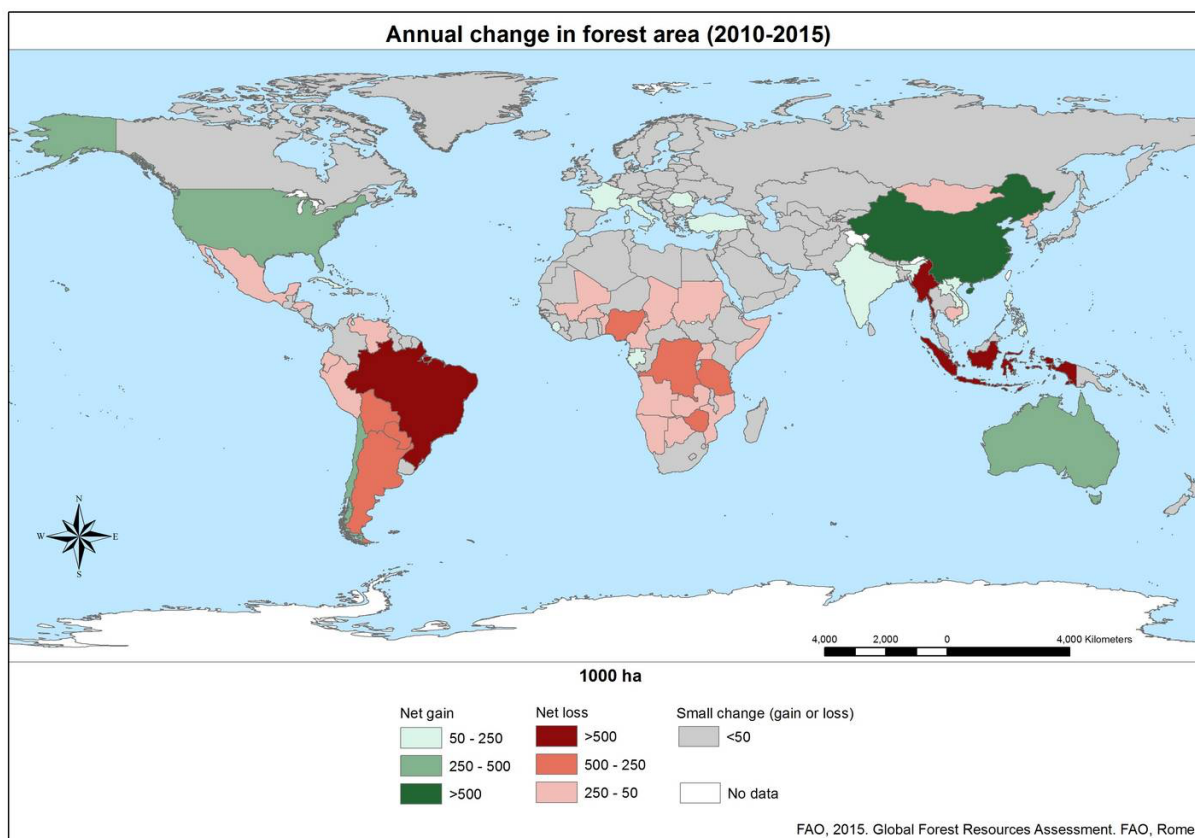 Annual change in forest area (2010-2015)
N
W
E
S
4,000 2,000 0 4,000 Kilometers
1000 ha
Net gain
50 - 250
250 - 500
>500
Net loss
>500
500 - 250
250 - 50
Small change (gain or loss)
<50
No data
FAO, 2015. Global Forest Resources Assessment. FAO, Rome